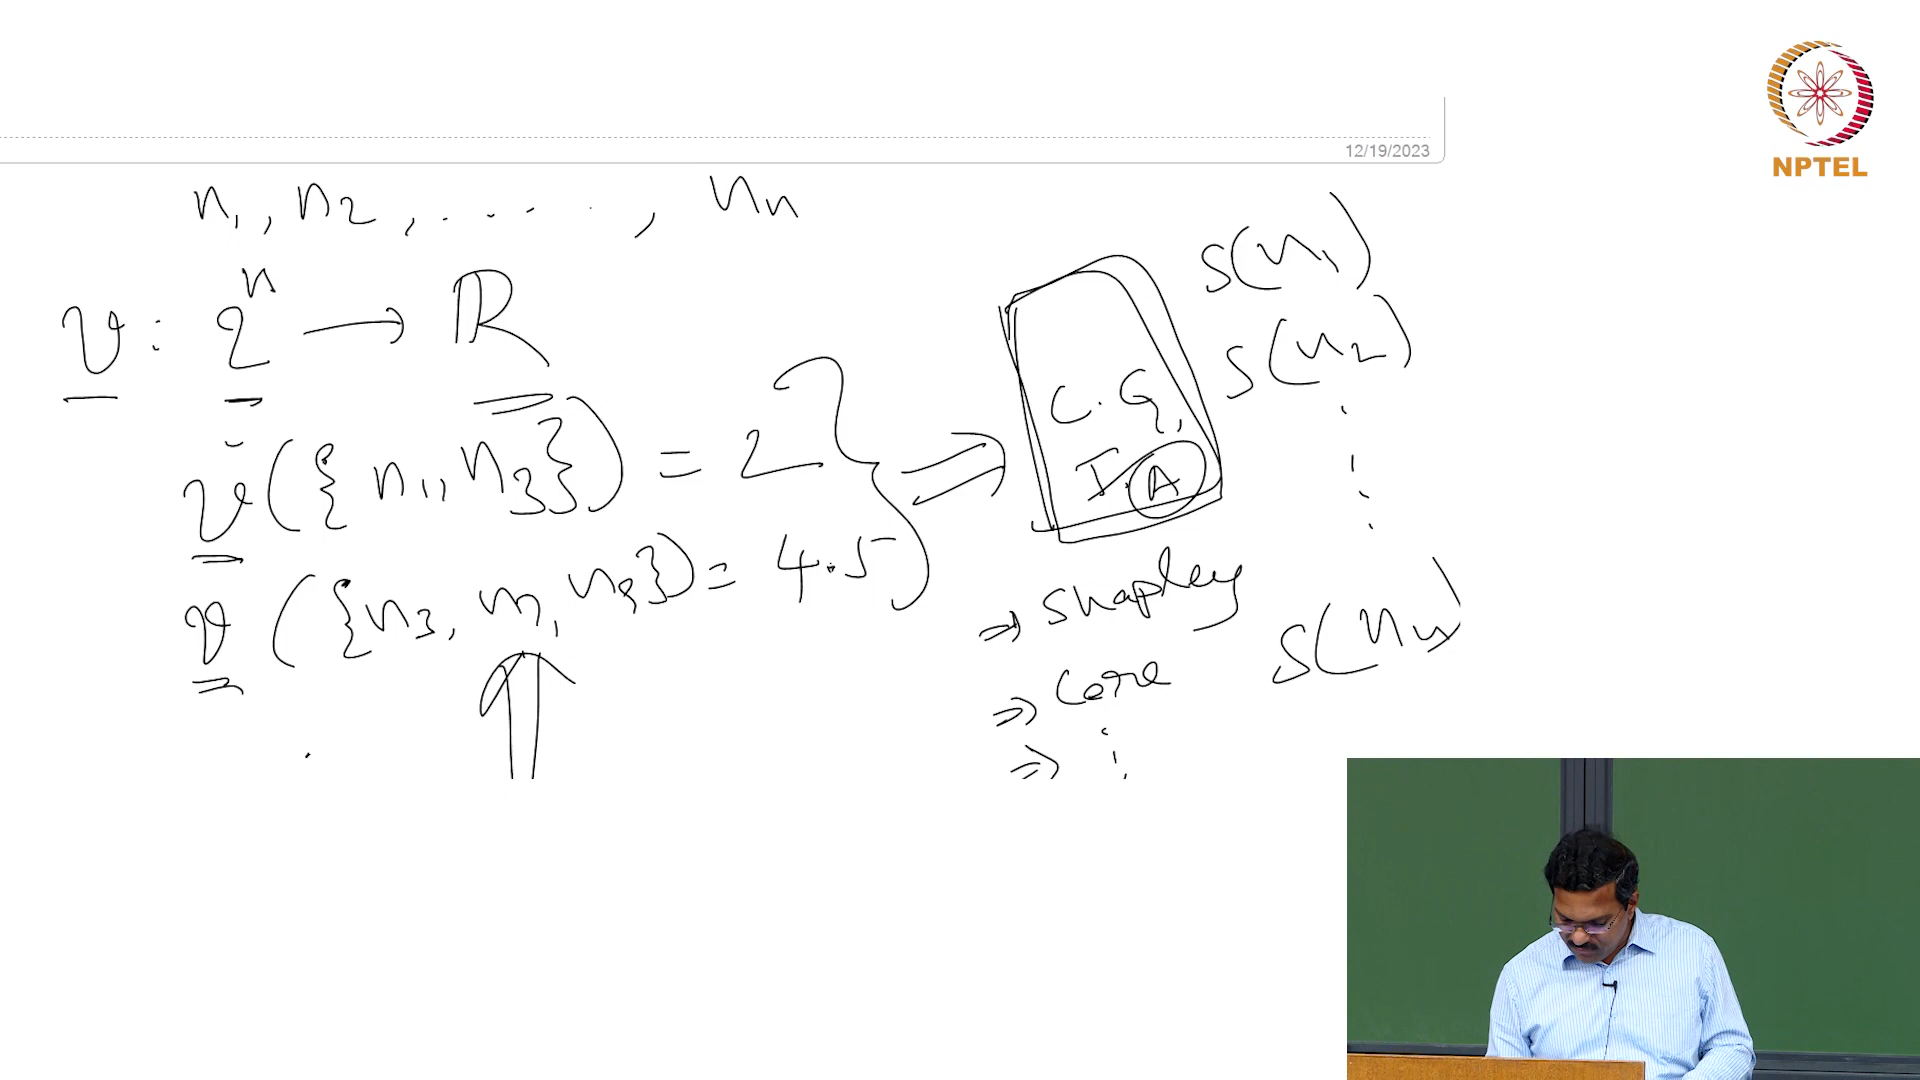 12/19/2023
NPTEL
n1, n2, . . . . , nn
v : 2^n → R
v({n1, n3}) = 2
v({n3, n7, n9}) = 4.5
C.G.
I.A
⇒ Shapley
⇒ Core
⇒
S(n1)
S(n2)
S(nn)